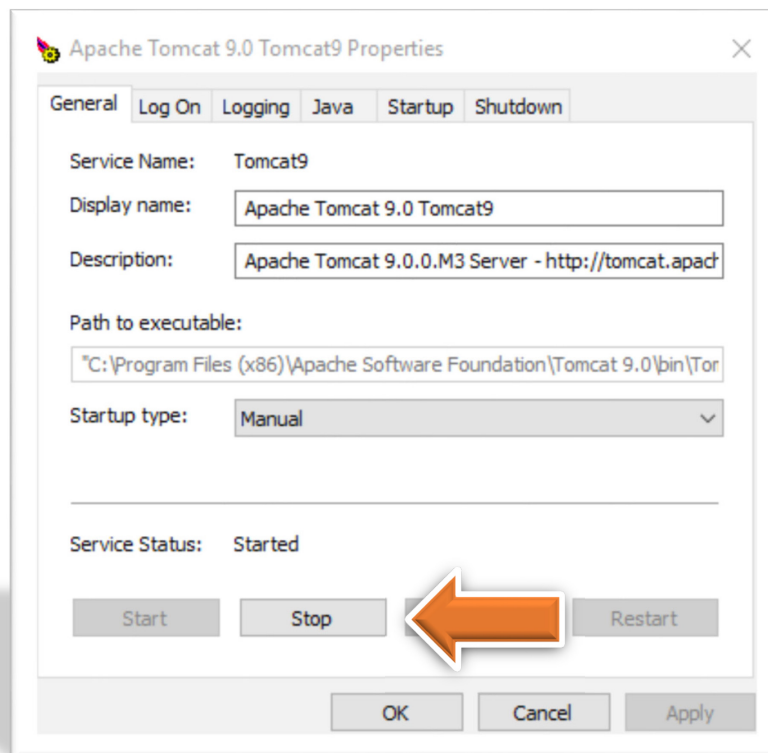 Apache Tomcat 9.0 Tomcat9 Properties
General Log On Logging Java Startup Shutdown
Service Name: Tomcat9
Display name: Apache Tomcat 9.0 Tomcat9
Description: Apache Tomcat 9.0.0.M3 Server - http://tomcat.apach
Path to executable:
"C:\Program Files (x86)\Apache Software Foundation\Tomcat 9.0\bin\Tom
Startup type: Manual
Service Status: Started
Start Stop Restart
OK Cancel Apply